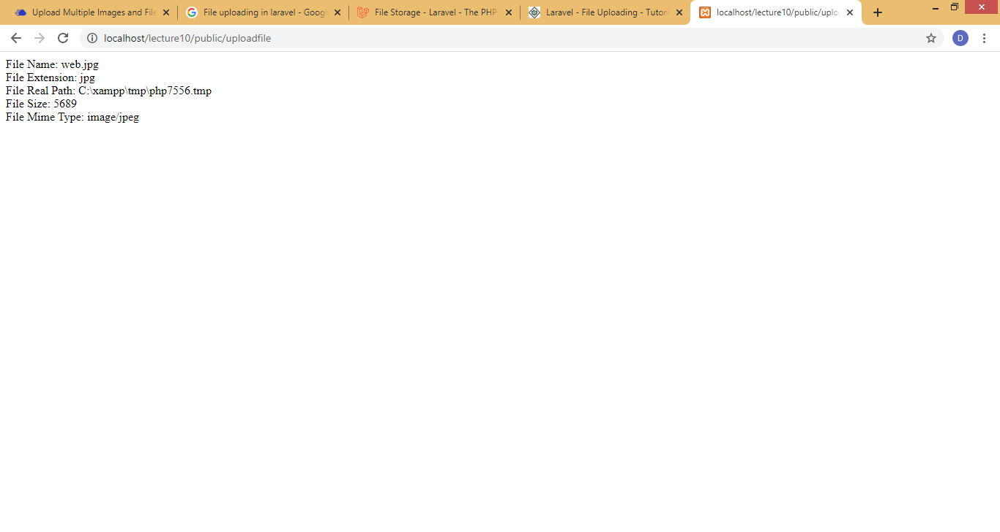 Upload Multiple Images and File
File uploading in laravel - Goog
File Storage - Laravel - The PHP
Laravel - File Uploading - Tutori
localhost/lecture10/public/uplo
localhost/lecture10/public/uploadfile
D
File Name: web.jpg
File Extension: jpg
File Real Path: C:\xampp\tmp\php7556.tmp
File Size: 5689
File Mime Type: image/jpeg